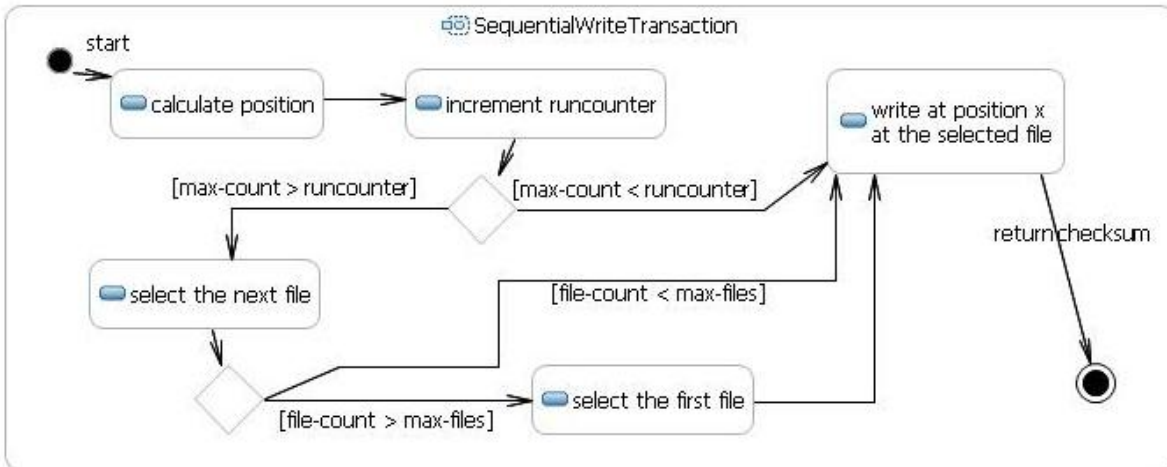 SequentialWriteTransaction
start
calculate position
increment runcounter
write at position x
at the selected file
[max-count > runcounter]
[max-count < runcounter]
return checksum
select the next file
[file-count < max-files]
select the first file
[file-count > max-files]